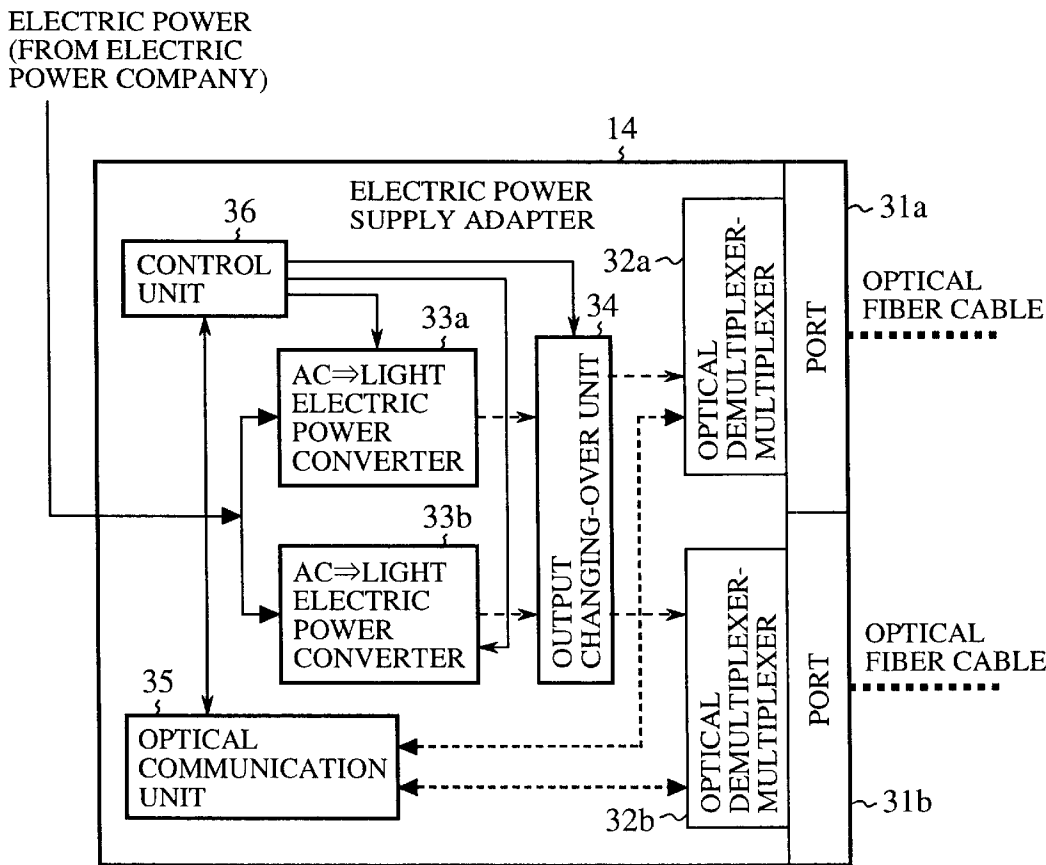 ELECTRIC POWER
(FROM ELECTRIC
POWER COMPANY)
14
ELECTRIC POWER
SUPPLY ADAPTER
36
CONTROL
UNIT
33a
AC⇒LIGHT
ELECTRIC
POWER
CONVERTER
33b
AC⇒LIGHT
ELECTRIC
POWER
CONVERTER
34
OUTPUT
CHANGING-OVER UNIT
35
OPTICAL
COMMUNICATION
UNIT
32a
OPTICAL
DEMULTIPLEXER-
MULTIPLEXER
32b
OPTICAL
DEMULTIPLEXER-
MULTIPLEXER
PORT
31a
OPTICAL
FIBER CABLE
PORT
OPTICAL
FIBER CABLE
31b